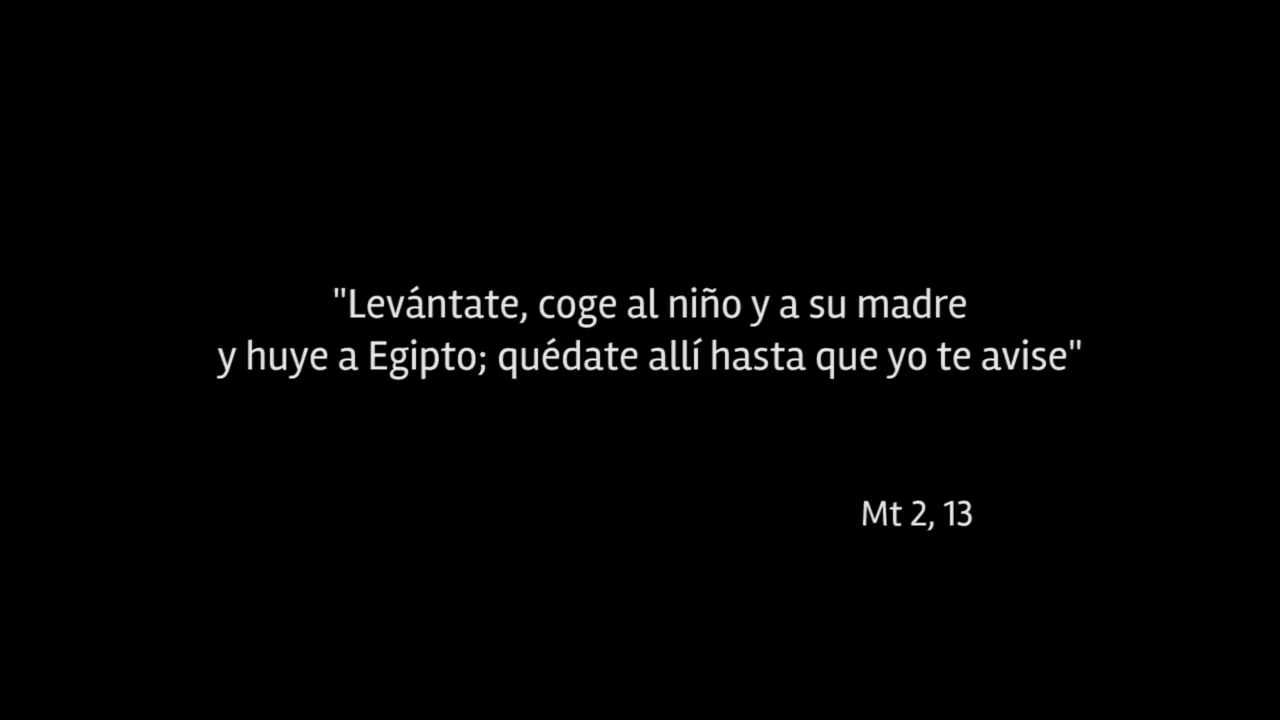 "Levántate, coge al niño y a su madre
y huye a Egipto; quédate allí hasta que yo te avise"
Mt 2, 13